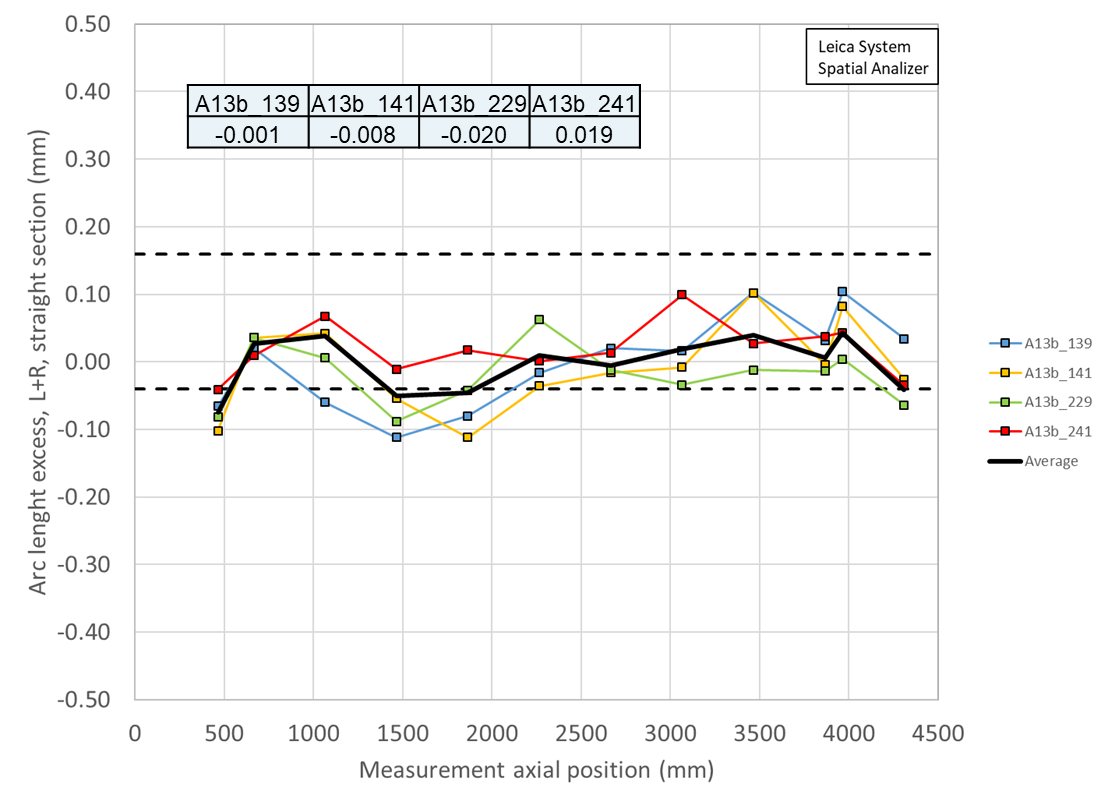 Leica System
Spatial Analizer
A13b_139 A13b_141 A13b_229 A13b_241
-0.001 -0.008 -0.020 0.019
Arc lenght excess, L+R, straight section (mm)
0.50
0.40
0.30
0.20
0.10
0.00
-0.10
-0.20
-0.30
-0.40
-0.50
0 500 1000 1500 2000 2500 3000 3500 4000 4500
Measurement axial position (mm)
A13b_139
A13b_141
A13b_229
A13b_241
Average